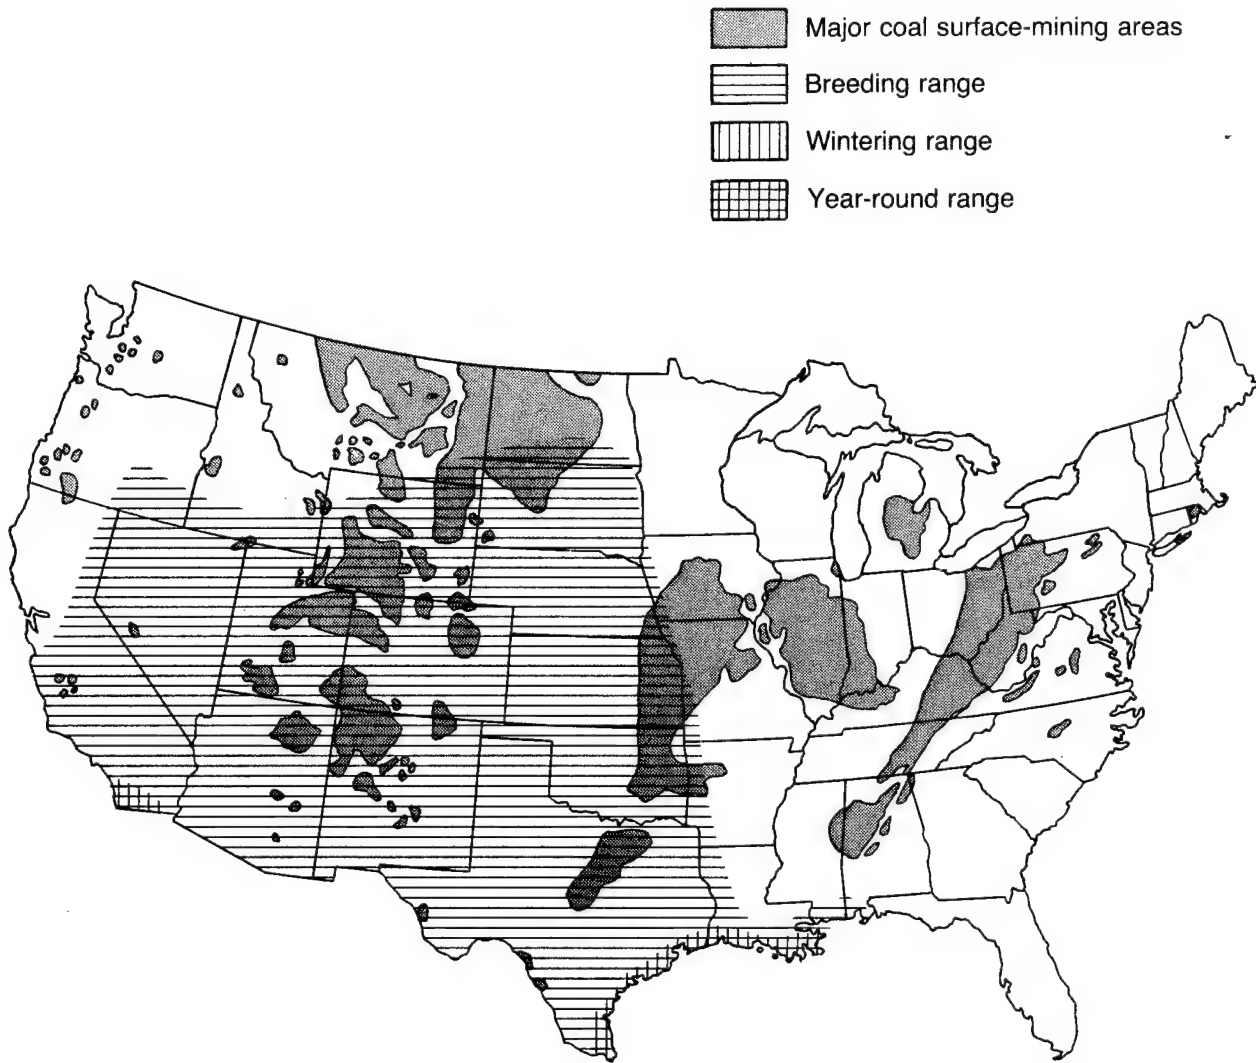 Major coal surface-mining areas
Breeding range
Wintering range
Year-round range